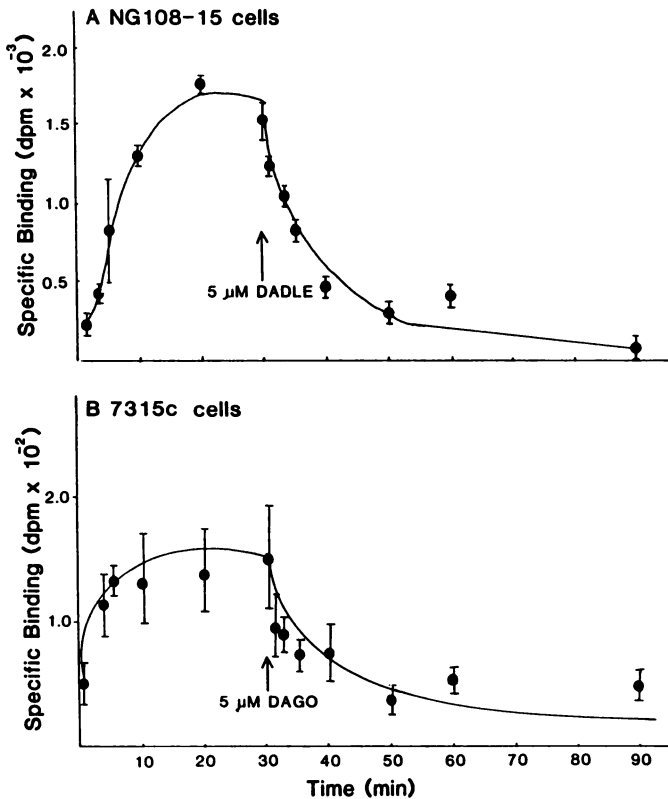 A NG108-15 cells
Specific Binding (dpm x 10⁻³)
2.0
1.5
1.0
0.5
5 μM DADLE
B 7315c cells
Specific Binding (dpm x 10⁻²)
2.0
1.0
5 μM DAGO
10 20 30 40 50 60 70 80 90
Time (min)